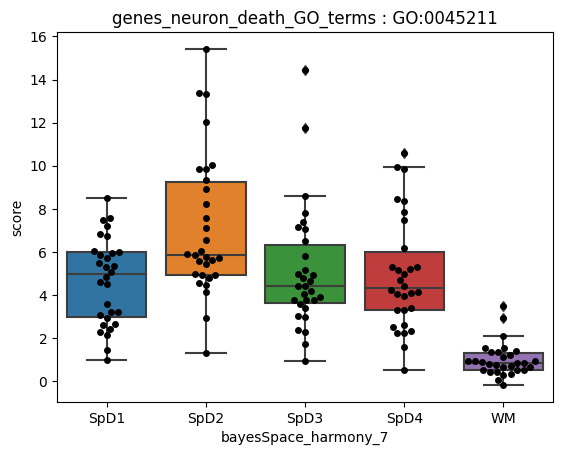 genes_neuron_death_GO_terms : GO:0045211
16
14
12
10
8
6
4
2
0
score
SpD1 SpD2 SpD3 SpD4 WM
bayesSpace_harmony_7